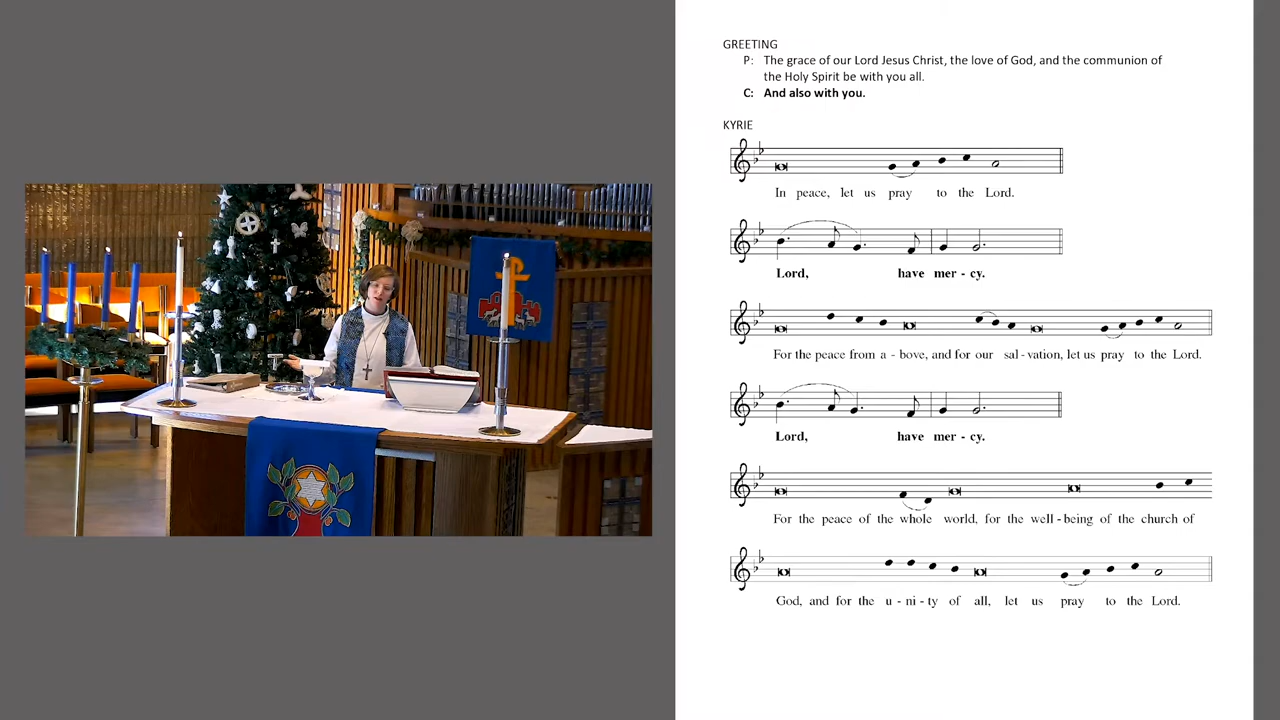 GREETING
P: The grace of our Lord Jesus Christ, the love of God, and the communion of
the Holy Spirit be with you all.
C: And also with you.
KYRIE
In peace, let us pray to the Lord.
Lord, have mer - cy.
For the peace from a - bove, and for our sal - vation, let us pray to the Lord.
Lord, have mer - cy.
For the peace of the whole world, for the well - being of the church of
God, and for the u - ni - ty of all, let us pray to the Lord.